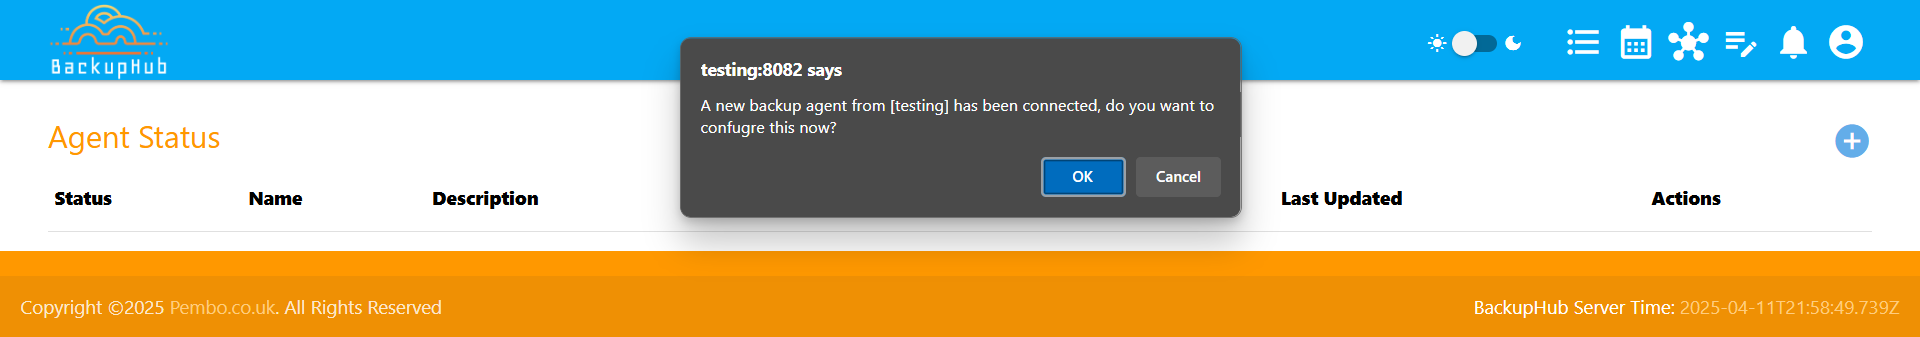 BackupHub
testing:8082 says
A new backup agent from [testing] has been connected, do you want to
confugre this now?
OK
Cancel
Agent Status
Status Name Description Last Updated Actions
Copyright ©2025 Pembo.co.uk. All Rights Reserved
BackupHub Server Time: 2025-04-11T21:58:49.739Z